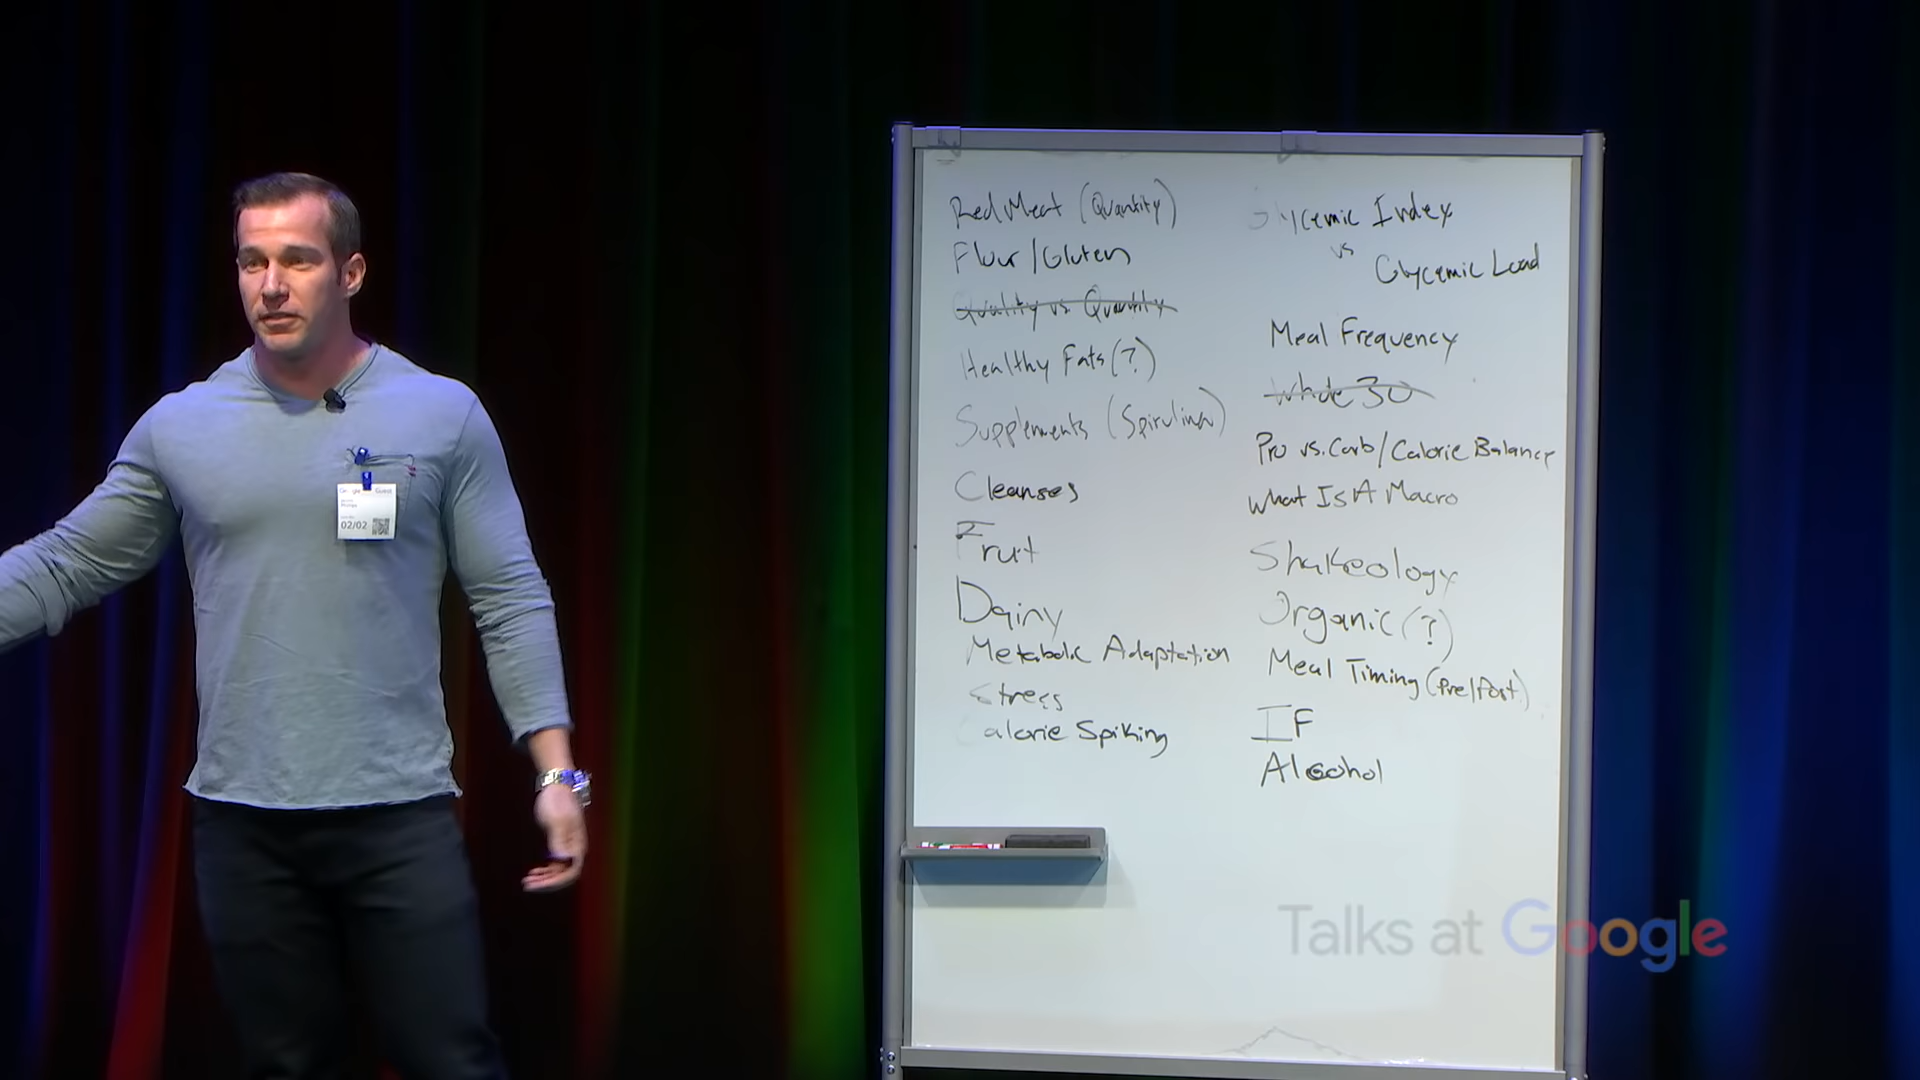 Red Meat (Quantity)
Flour/Gluten
Quality vs. Quantity
Healthy Fats (?)
Supplements (Spirulina)
Cleanses
Fruit
Dairy
Metabolic Adaptation
Stress
Calorie Spiking
Glycemic Index
vs
Glycemic Load
Meal Frequency
Whole 30
Pro vs. Carb/Calorie Balance
What Is A Macro
Shakeology
Organic (?)
Meal Timing (Pre/Post)
IF
Alcohol
Google Guest
02/02
Talks at Google